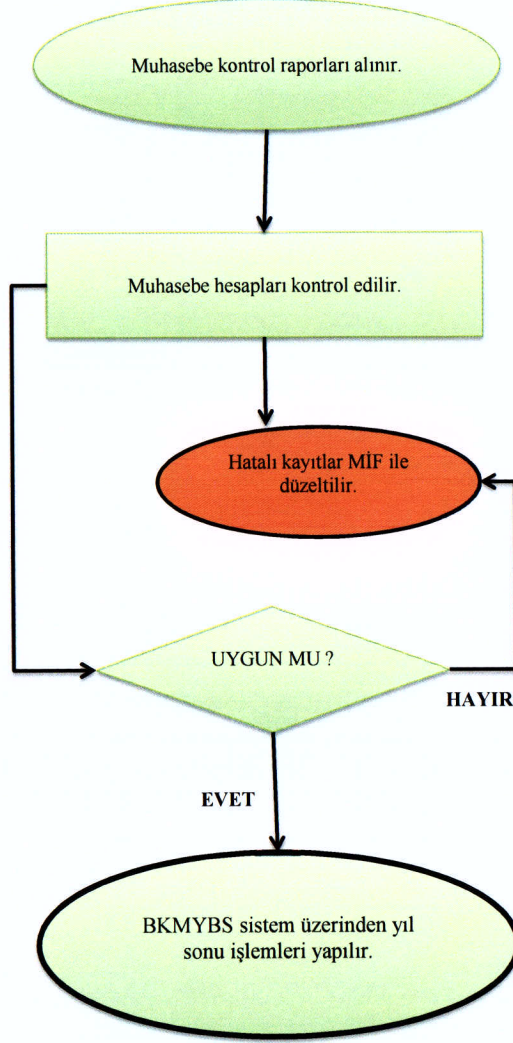 Muhasebe kontrol raporları alınır.
Muhasebe hesapları kontrol edilir.
Hatalı kayıtlar MİF ile
düzeltilir.
UYGUN MU ?
HAYIR
EVET
BKMYBS sistem üzerinden yıl
sonu işlemleri yapılır.